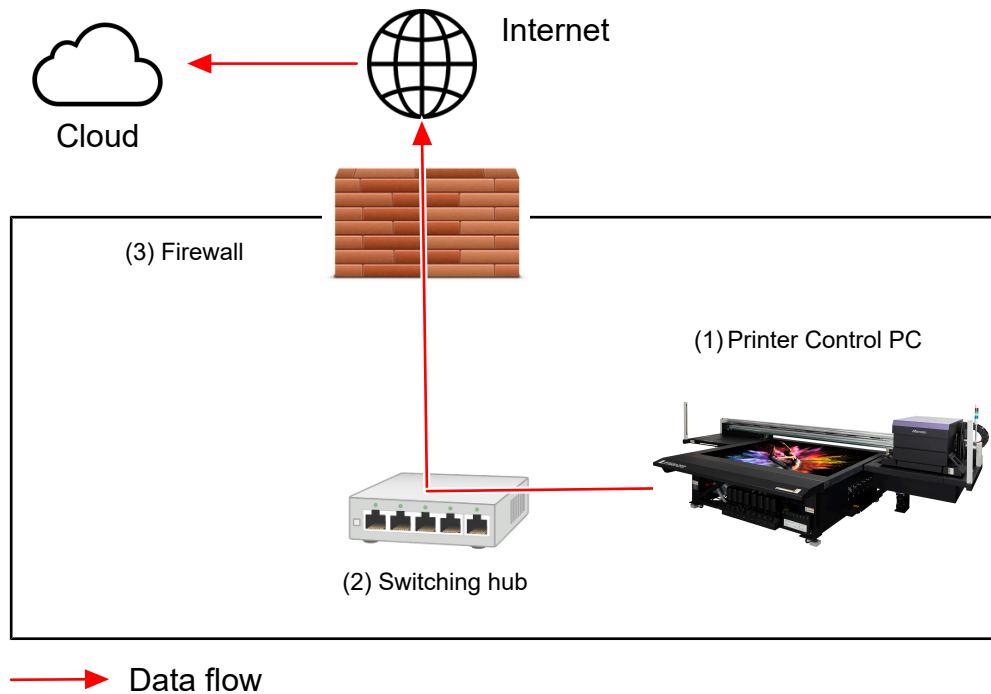 Internet
Cloud
(3) Firewall
(1) Printer Control PC
(2) Switching hub
Data flow